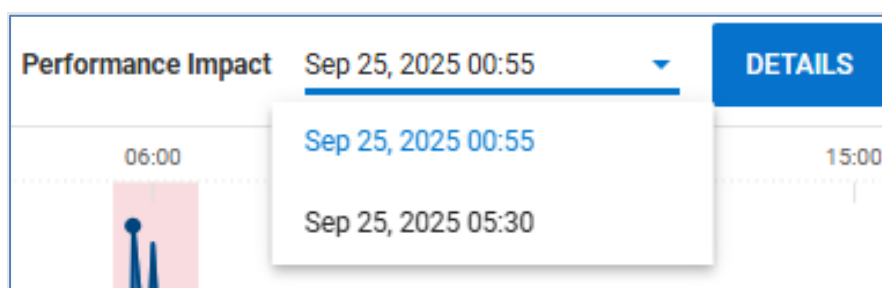 Performance Impact Sep 25, 2025 00:55 DETAILS
Sep 25, 2025 00:55
06:00 15:00
Sep 25, 2025 05:30